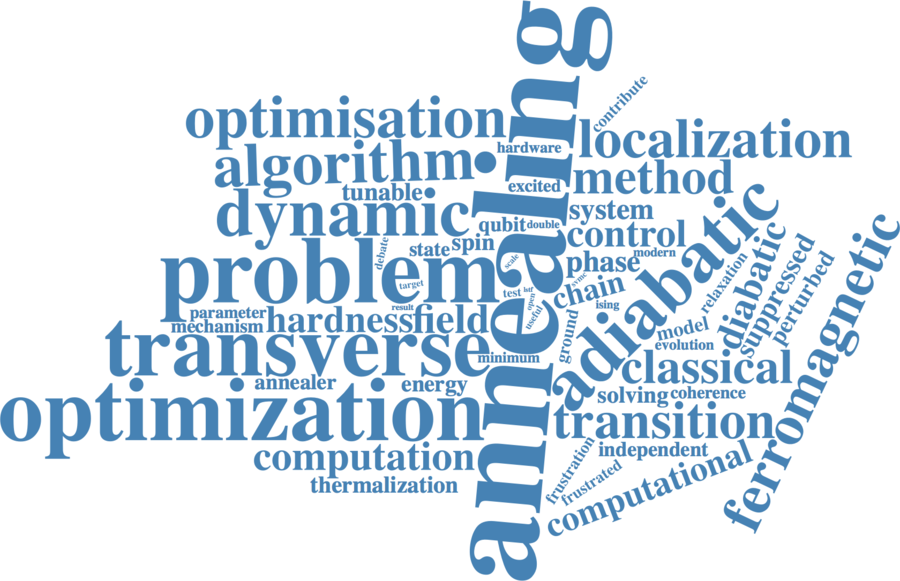 annealing
contribute
optimisation
hardware
localization
algorithm
excited
method
tunable
dynamic
qubit
double
system
control
adiabatic
debate
state
spin
scale
modern
phase
problem
target
test
open
svmc
chain
relaxation
diabatic
suppressed
perturbed
ferromagnetic
result
useful
ising
parameter
mechanism
hardness
field
ground
model
evolution
transverse
minimum
classical
annealer
energy
solving
coherence
optimization
transition
computation
independent
frustration
frustrated
computational
thermalization